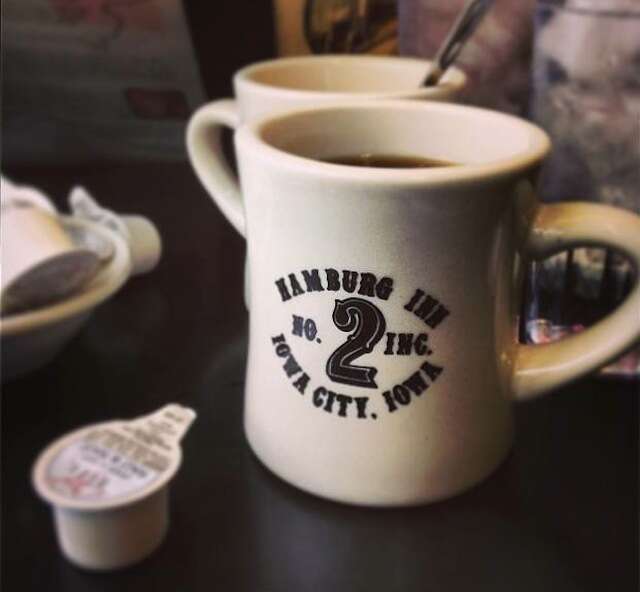 HAMBURG INN
NO. 2 INC.
IOWA CITY, IOWA